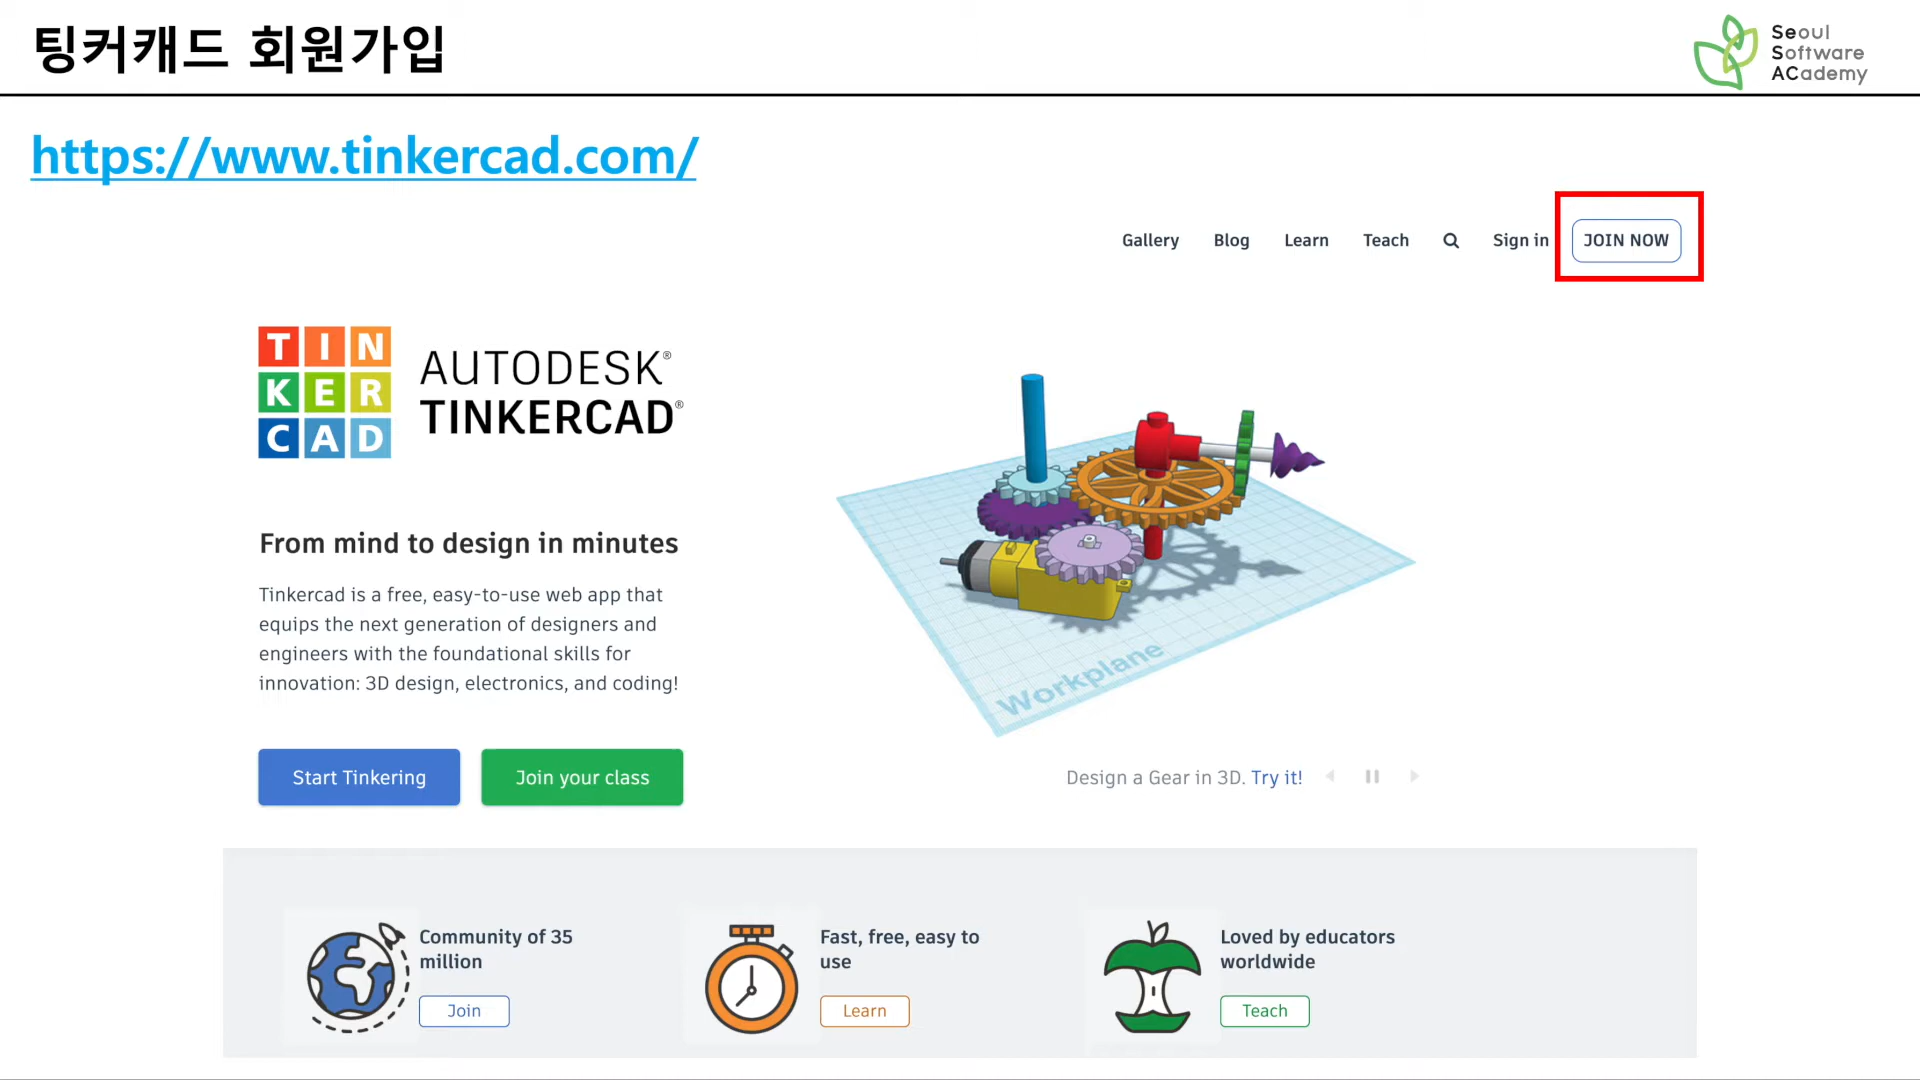 팅커캐드 회원가입
Seoul
Software
ACademy
https://www.tinkercad.com/
Gallery Blog Learn Teach Sign in JOIN NOW
TIN
KER
CAD
AUTODESK®
TINKERCAD®
From mind to design in minutes
Tinkercad is a free, easy-to-use web app that
equips the next generation of designers and
engineers with the foundational skills for
innovation: 3D design, electronics, and coding!
Workplane
Start Tinkering Join your class
Design a Gear in 3D. Try it!
Community of 35
million
Join
Fast, free, easy to
use
Learn
Loved by educators
worldwide
Teach